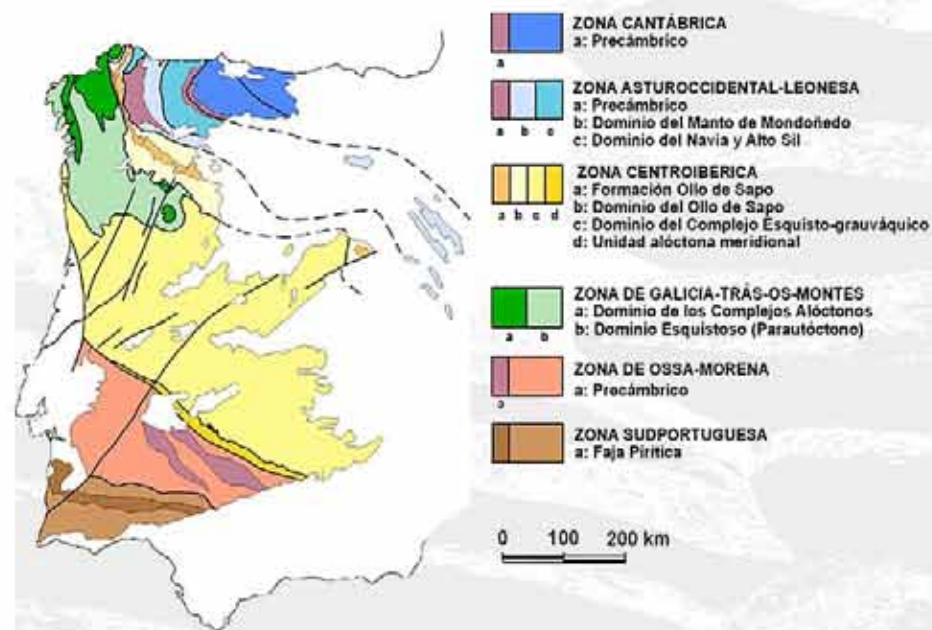 ZONA CANTÁBRICA
a: Precámbrico
a
ZONA ASTUROCCIDENTAL-LEONESA
a: Precámbrico
b: Dominio del Manto de Mondoñedo
c: Dominio del Navia y Alto Sil
a b c
ZONA CENTROIBERICA
a: Formación Ollo de Sapo
b: Dominio del Ollo de Sapo
c: Dominio del Complejo Esquisto-grauváquico
d: Unidad alóctona meridional
a b c d
ZONA DE GALICIA-TRÁS-OS-MONTES
a: Dominio de los Complejos Alóctonos
b: Dominio Esquistoso (Parautóctono)
a b
ZONA DE OSSA-MORENA
a: Precámbrico
a
ZONA SUDPORTUGUESA
a: Faja Pirítica
0 100 200 km